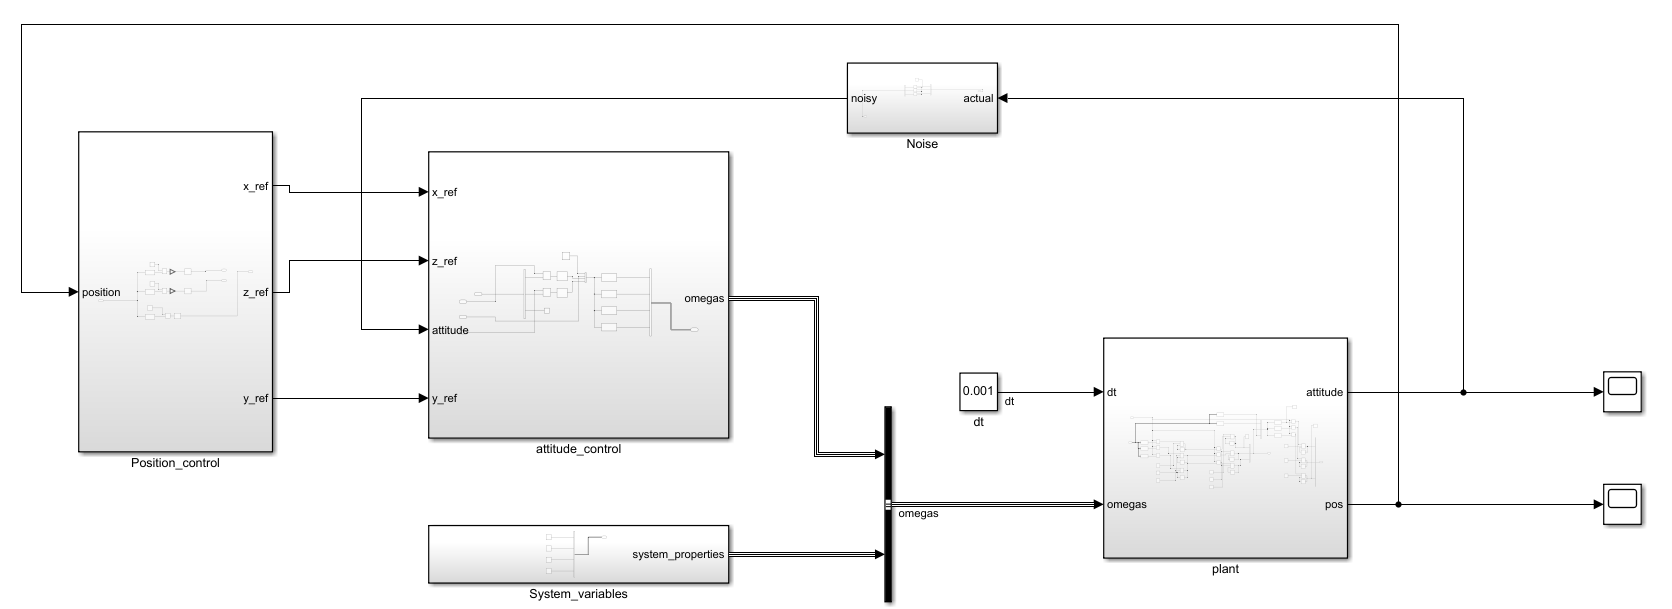 noisy
actual
Noise
x_ref
position
z_ref
y_ref
Position_control
x_ref
z_ref
attitude
y_ref
omegas
attitude_control
0.001
dt
dt
system_properties
System_variables
omegas
dt
omegas
attitude
pos
plant